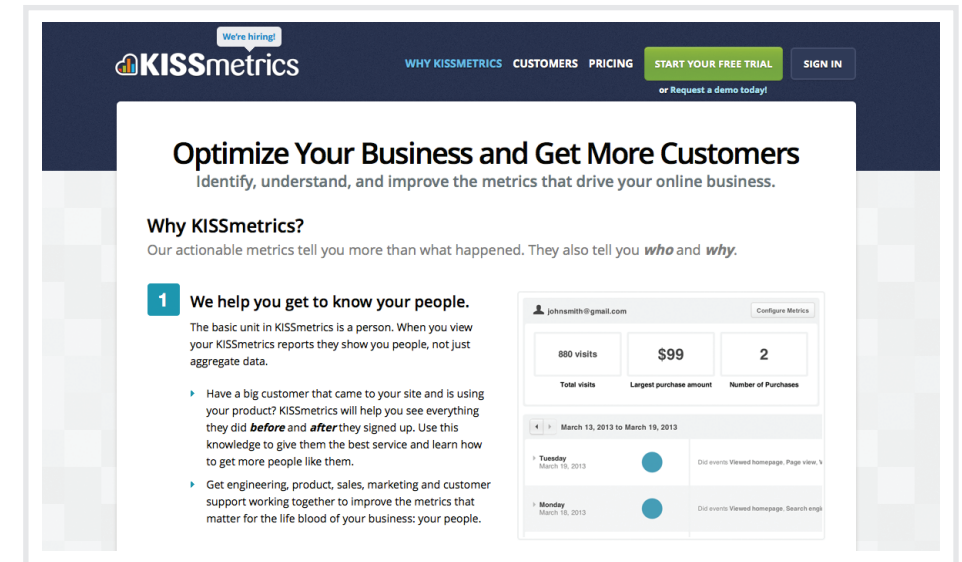 We're hiring!
KISSmetrics
WHY KISSMETRICS CUSTOMERS PRICING START YOUR FREE TRIAL SIGN IN
or Request a demo today!
Optimize Your Business and Get More Customers
Identify, understand, and improve the metrics that drive your online business.
Why KISSmetrics?
Our actionable metrics tell you more than what happened. They also tell you who and why.
1 We help you get to know your people.
The basic unit in KISSmetrics is a person. When you view
your KISSmetrics reports they show you people, not just
aggregate data.
Have a big customer that came to your site and is using
your product? KISSmetrics will help you see everything
they did before and after they signed up. Use this
knowledge to give them the best service and learn how
to get more people like them.
Get engineering, product, sales, marketing and customer
support working together to improve the metrics that
matter for the life blood of your business: your people.
johnsmith@gmail.com Configure Metrics
880 visits $99 2
Total visits Largest purchase amount Number of Purchases
March 13, 2013 to March 19, 2013
Tuesday
March 19, 2013
Did events Viewed homepage, Page view,
Monday
March 18, 2013
Did events Viewed homepage, Search